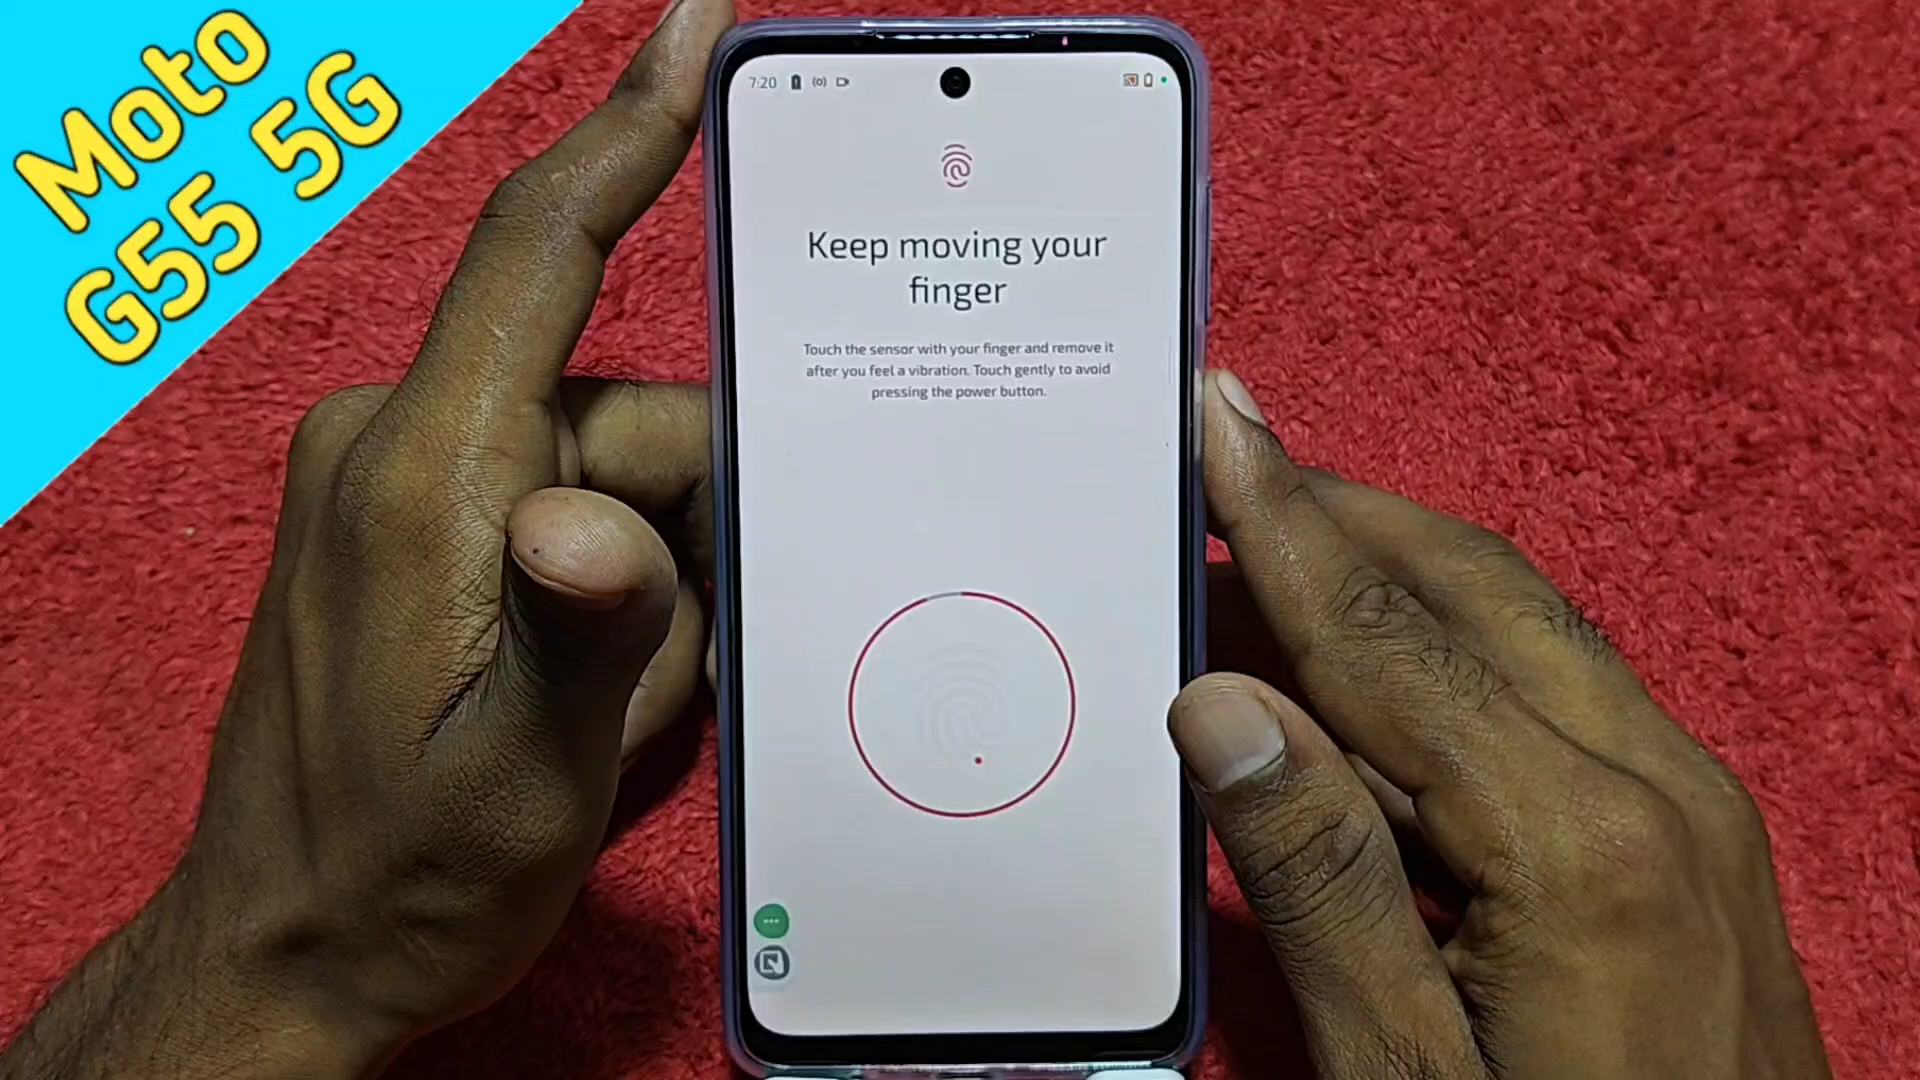 Moto
G55 5G
7:20
Keep moving your
finger
Touch the sensor with your finger and remove it
after you feel a vibration. Touch gently to avoid
pressing the power button.